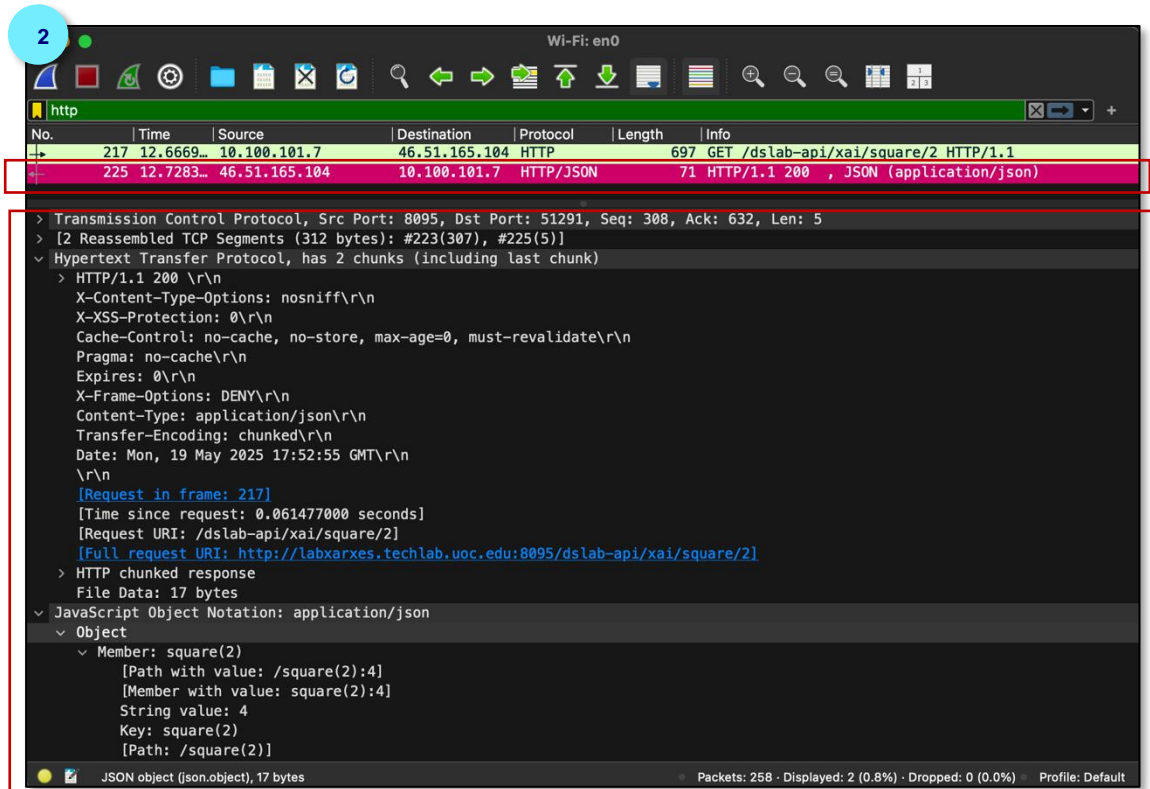 2
Wi-Fi: en0
http
No. Time Source Destination Protocol Length Info
217 12.6669… 10.100.101.7 46.51.165.104 HTTP 697 GET /dslab-api/xai/square/2 HTTP/1.1
225 12.7283… 46.51.165.104 10.100.101.7 HTTP/JSON 71 HTTP/1.1 200 , JSON (application/json)
> Transmission Control Protocol, Src Port: 8095, Dst Port: 51291, Seq: 308, Ack: 632, Len: 5
> [2 Reassembled TCP Segments (312 bytes): #223(307), #225(5)]
Hypertext Transfer Protocol, has 2 chunks (including last chunk)
> HTTP/1.1 200 \r\n
X-Content-Type-Options: nosniff\r\n
X-XSS-Protection: 0\r\n
Cache-Control: no-cache, no-store, max-age=0, must-revalidate\r\n
Pragma: no-cache\r\n
Expires: 0\r\n
X-Frame-Options: DENY\r\n
Content-Type: application/json\r\n
Transfer-Encoding: chunked\r\n
Date: Mon, 19 May 2025 17:52:55 GMT\r\n
\r\n
[Request in frame: 217]
[Time since request: 0.061477000 seconds]
[Request URI: /dslab-api/xai/square/2]
[Full request URI: http://labxarxes.techlab.uoc.edu:8095/dslab-api/xai/square/2]
> HTTP chunked response
File Data: 17 bytes
JavaScript Object Notation: application/json
Object
Member: square(2)
[Path with value: /square(2):4]
[Member with value: square(2):4]
String value: 4
Key: square(2)
[Path: /square(2)]
JSON object (json.object), 17 bytes Packets: 258 · Displayed: 2 (0.8%) · Dropped: 0 (0.0%) Profile: Default